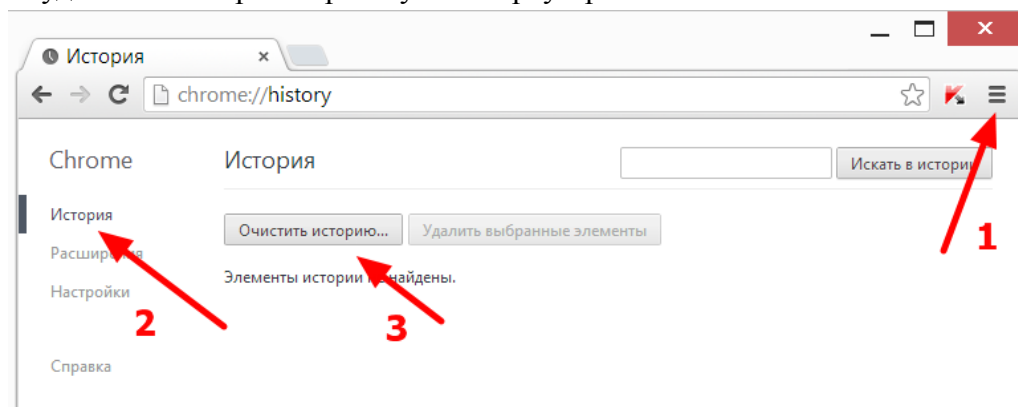 История
chrome://history
Chrome
История
Искать в истории
1
История
Очистить историю...
Удалить выбранные элементы
Расширения
Элементы истории не найдены.
Настройки
2
3
Справка